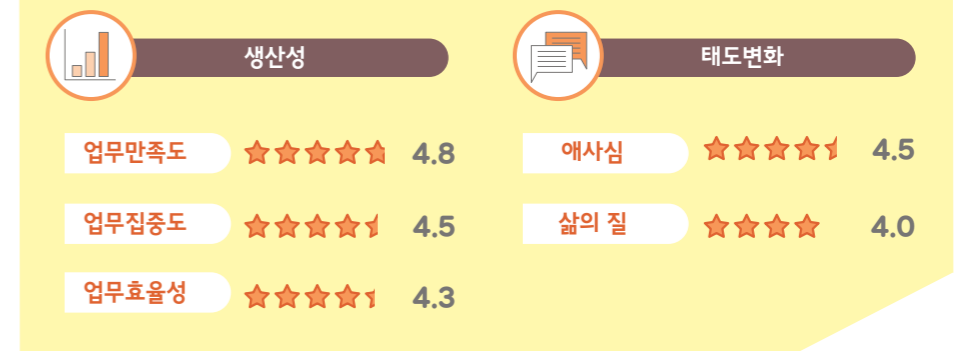 생산성
업무만족도 4.8
업무집중도 4.5
업무효율성 4.3
태도변화
애사심 4.5
삶의 질 4.0